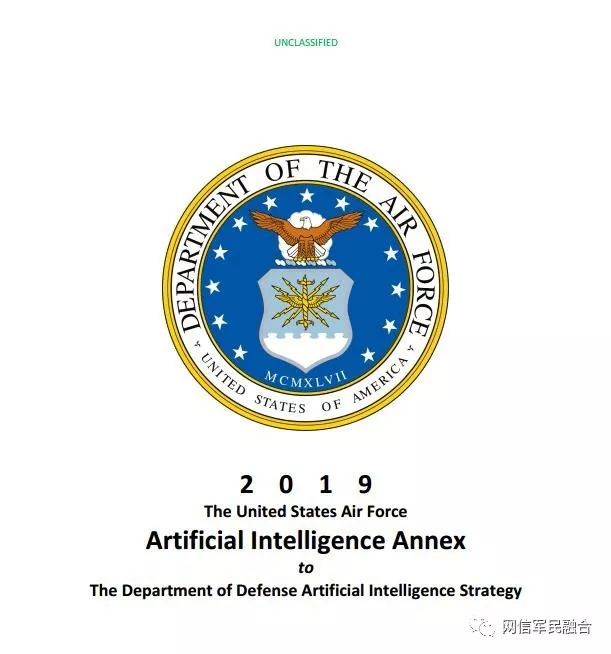 UNCLASSIFIED
DEPARTMENT OF THE AIR FORCE
MCMXLVII
UNITED STATES OF AMERICA
2 0 1 9
The United States Air Force
Artificial Intelligence Annex
to
The Department of Defense Artificial Intelligence Strategy
网信军民融合